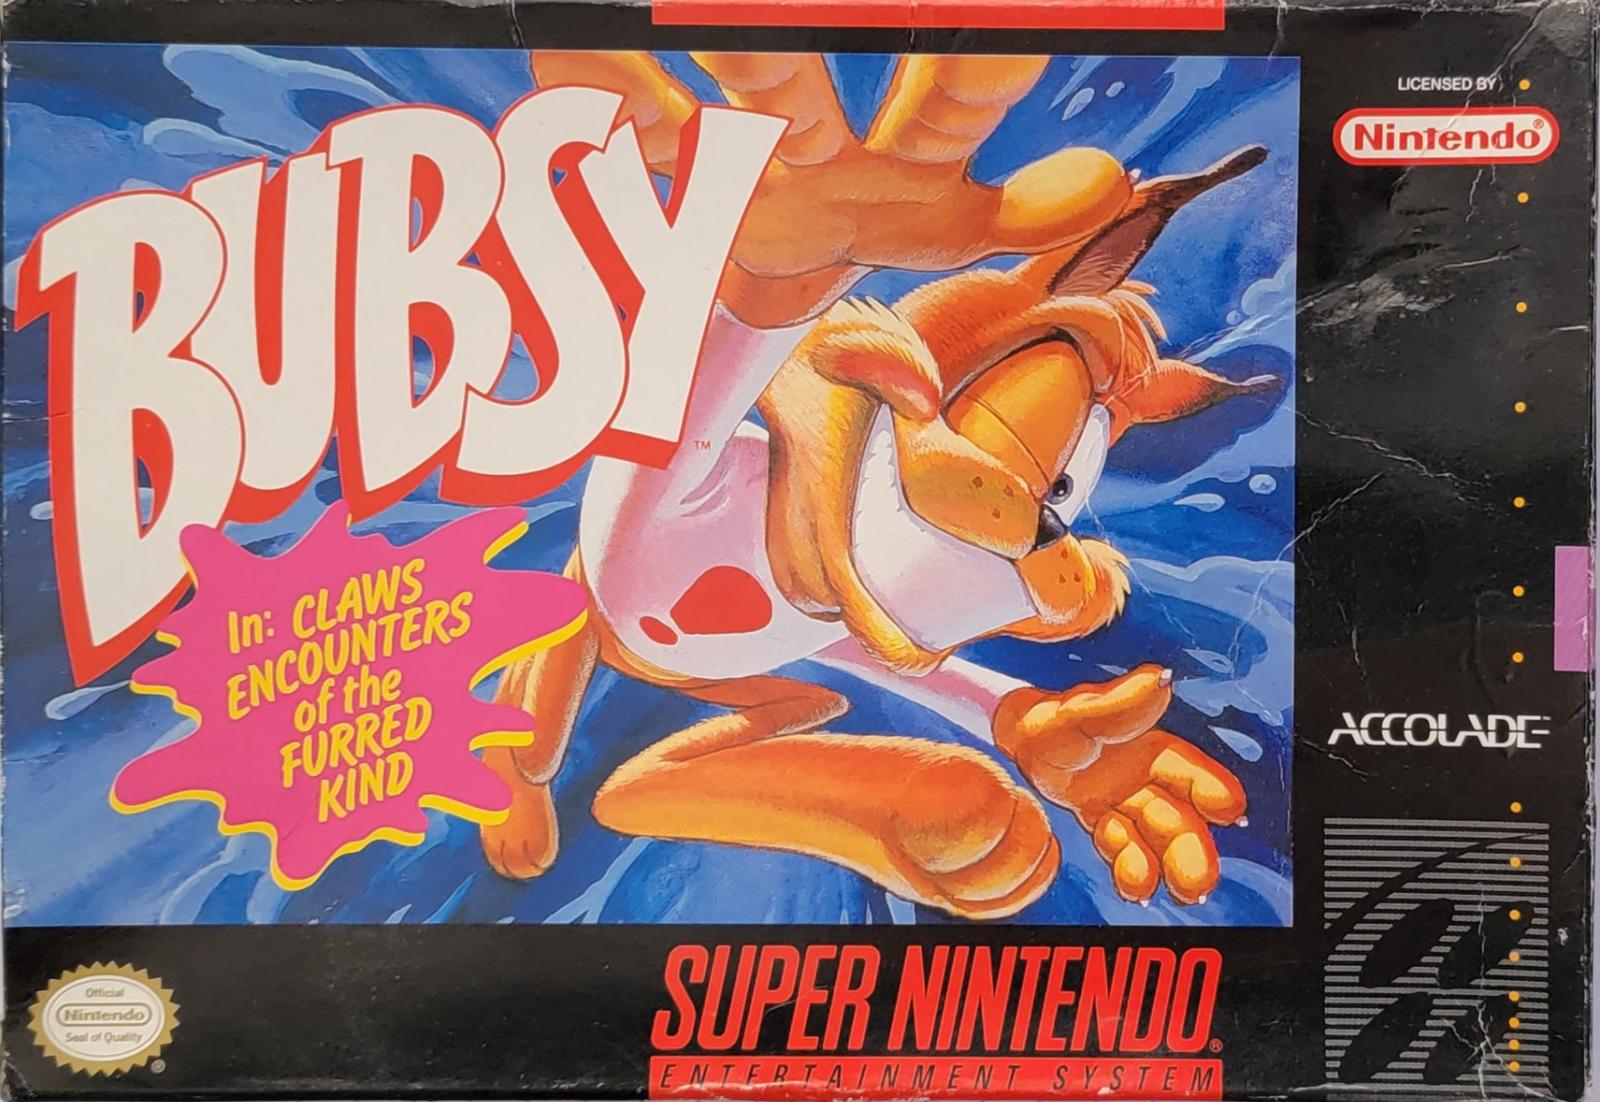 LICENSED BY
Nintendo®
BUBSY
TM
In: CLAWS
ENCOUNTERS
of the
FURRED
KIND
ACCOLADE™
SUPER NINTENDO®
ENTERTAINMENT SYSTEM
Official
Nintendo
Seal of Quality
®